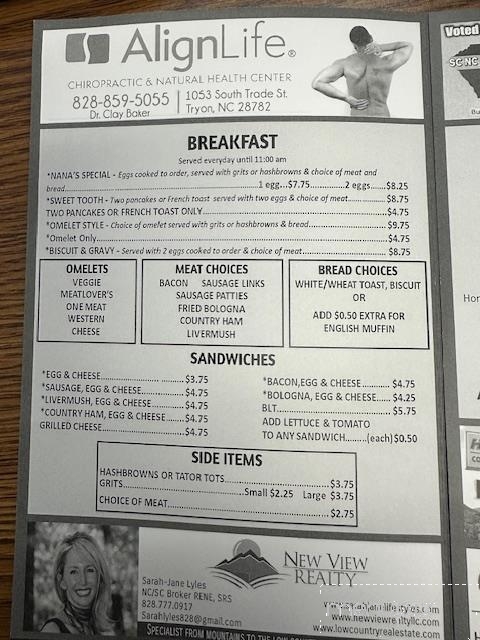 AlignLife®
CHIROPRACTIC & NATURAL HEALTH CENTER
828-859-5055 | 1053 South Trade St.
Dr. Clay Baker Tryon, NC 28782
Voted
SC NC
BREAKFAST
Served everyday until 11:00 am
*NANA'S SPECIAL - Eggs cooked to order, served with grits or hashbrowns & choice of meat and
bread......1 egg...$7.75............2 eggs......$8.25
*SWEET TOOTH - Two pancakes or French toast served with two eggs & choice of meat......$8.75
TWO PANCAKES OR FRENCH TOAST ONLY......$4.75
*OMELET STYLE - Choice of omelet served with grits or hashbrowns & bread......$9.75
*Omelet Only......$4.75
*BISCUIT & GRAVY - Served with 2 eggs cooked to order & choice of meat......$8.75
OMELETS
VEGGIE
MEATLOVER'S
ONE MEAT
WESTERN
CHEESE
MEAT CHOICES
BACON SAUSAGE LINKS
SAUSAGE PATTIES
FRIED BOLOGNA
COUNTRY HAM
LIVERMUSH
BREAD CHOICES
WHITE/WHEAT TOAST, BISCUIT
OR
ADD $0.50 EXTRA FOR
ENGLISH MUFFIN
SANDWICHES
*EGG & CHEESE......$3.75
*SAUSAGE, EGG & CHEESE......$4.75
*LIVERMUSH, EGG & CHEESE......$4.75
*COUNTRY HAM, EGG & CHEESE......$4.75
GRILLED CHEESE......$4.75
*BACON,EGG & CHEESE......$4.75
*BOLOGNA, EGG & CHEESE......$4.25
BLT......$5.75
ADD LETTUCE & TOMATO
TO ANY SANDWICH......(each)$0.50
SIDE ITEMS
HASHBROWNS OR TATOR TOTS......$3.75
GRITS......Small $2.25 Large $3.75
CHOICE OF MEAT......$2.75
NEW VIEW
REALTY
Sarah-Jane Lyles
NC/SC Broker RENE, SRS
828.777.0917
Sarahlyles828@gmail.com
www.newviewrealtyllc.com
www.lowcountryrealestate.com
SPECIALIST FROM MOUNTAINS TO THE